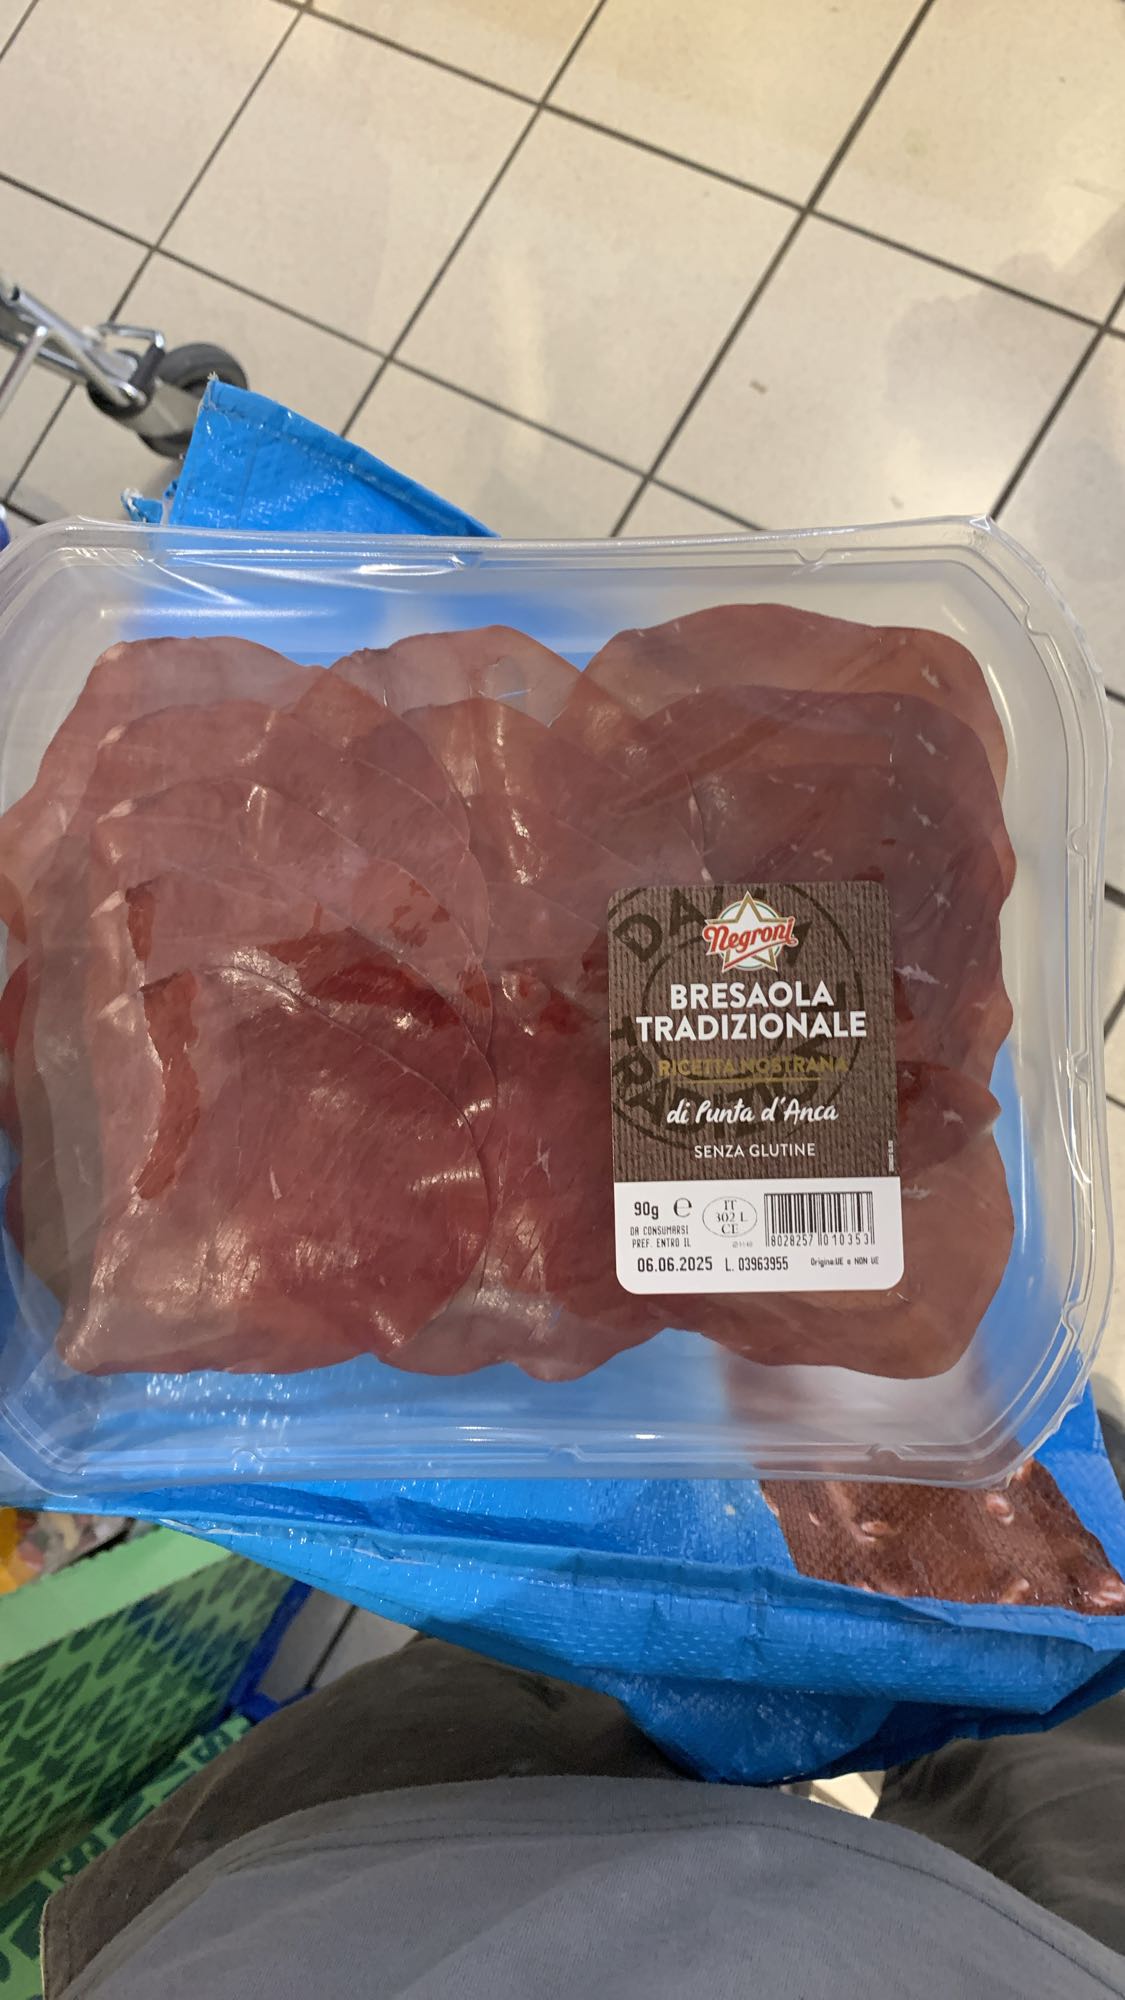 Negroni
BRESAOLA
TRADIZIONALE
RICETTA NOSTRANA
di Punta d'Anca
SENZA GLUTINE
90g e
IT
302 L
CE
DA CONSUMARSI
PREF. ENTRO IL
8028257 010353
06.06.2025 L. 03963955 Origine:UE e NON UE